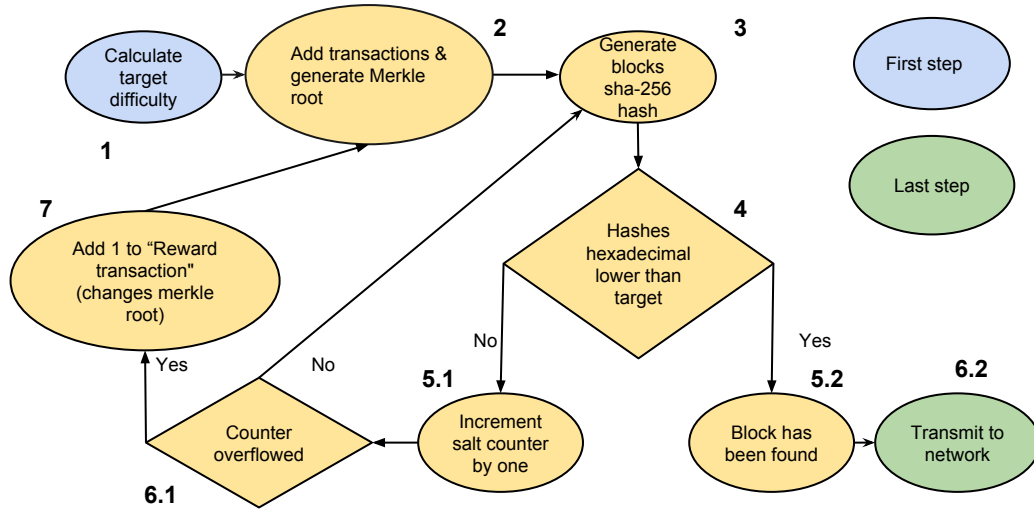 1
Calculate
target
difficulty
2
Add transactions &
generate Merkle
root
3
Generate
blocks
sha-256
hash
First step
Last step
4
Hashes
hexadecimal
lower than
target
7
Add 1 to “Reward
transaction"
(changes merkle
root)
Yes
No
No
Yes
5.1
Increment
salt counter
by one
6.1
Counter
overflowed
5.2
Block has
been found
6.2
Transmit to
network